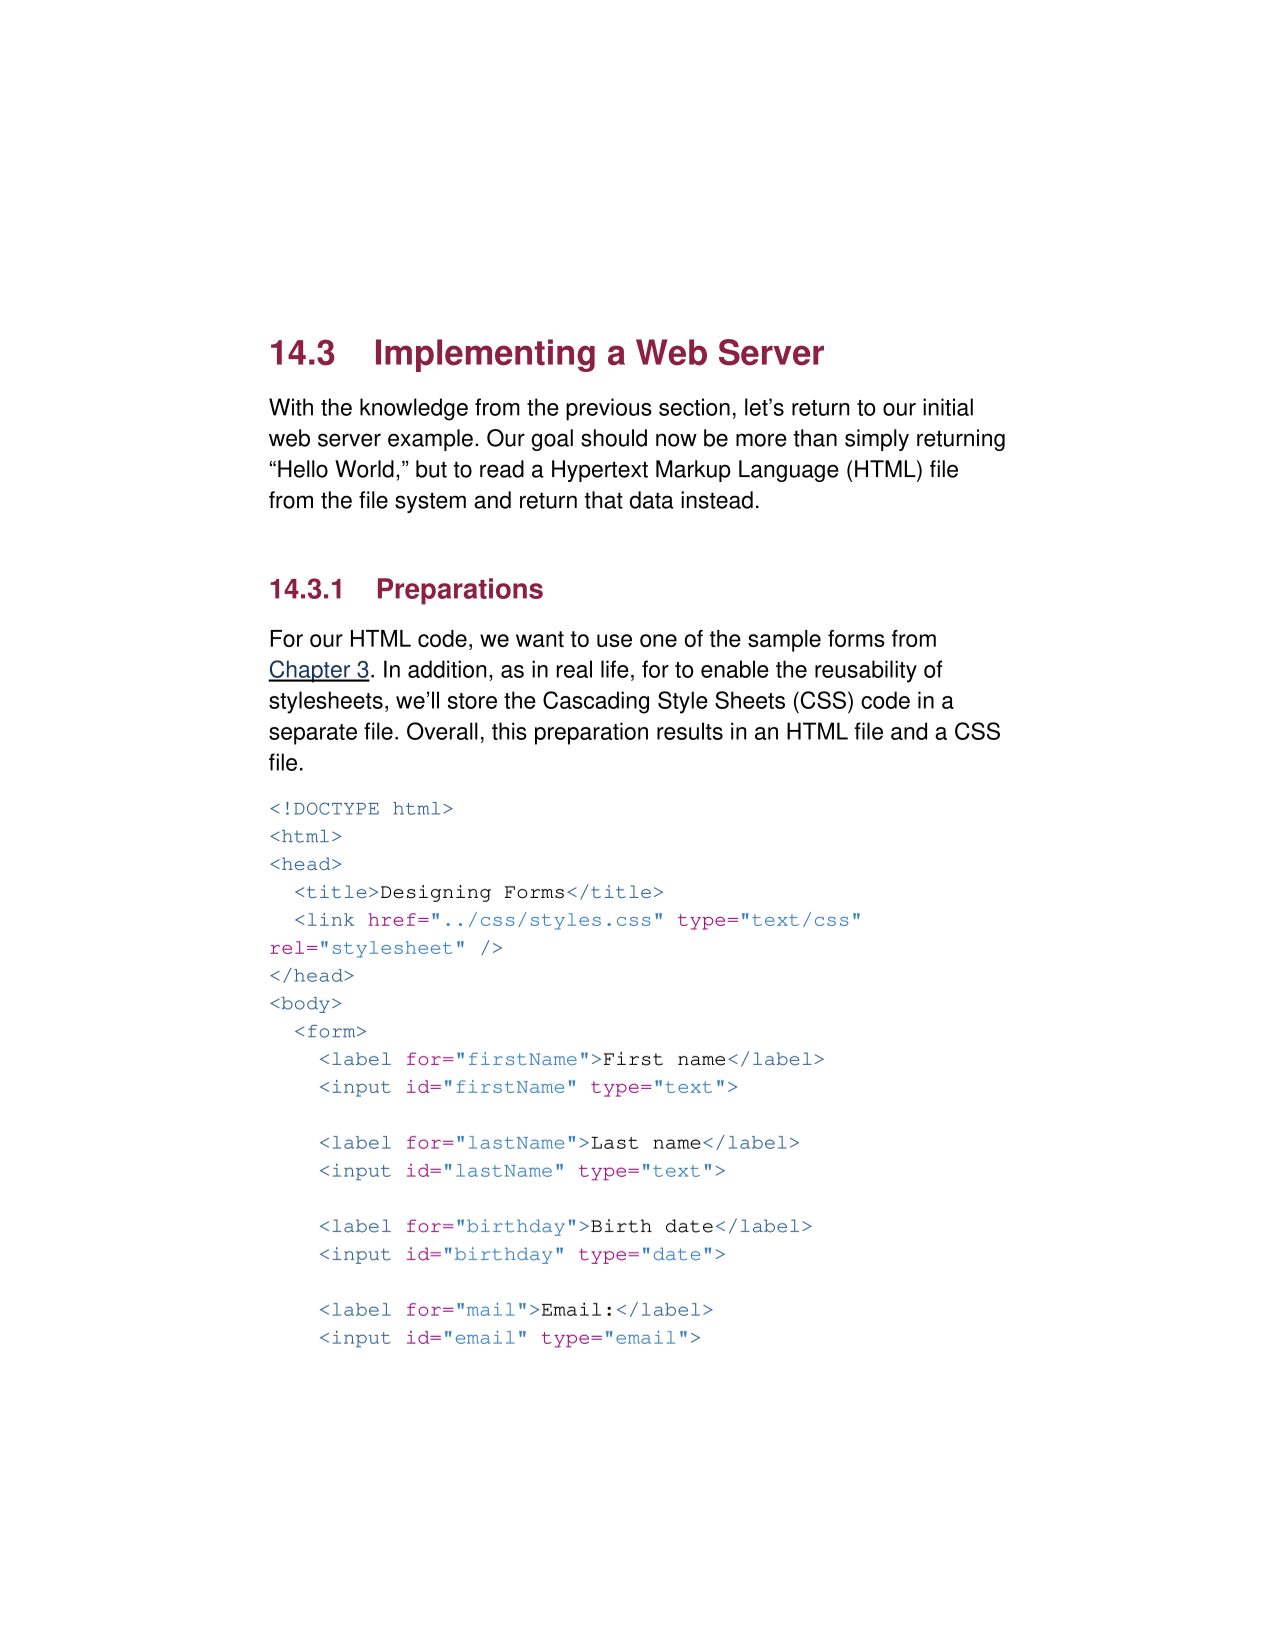 14.3 Implementing a Web Server
With the knowledge from the previous section, let’s return to our initial
web server example. Our goal should now be more than simply returning
“Hello World,” but to read a Hypertext Markup Language (HTML) file
from the file system and return that data instead.
14.3.1 Preparations
For our HTML code, we want to use one of the sample forms from
Chapter 3. In addition, as in real life, for to enable the reusability of
stylesheets, we’ll store the Cascading Style Sheets (CSS) code in a
separate file. Overall, this preparation results in an HTML file and a CSS
file.
<!DOCTYPE html>
<html>
<head>
  <title>Designing Forms</title>
  <link href="../css/styles.css" type="text/css"
rel="stylesheet" />
</head>
<body>
  <form>
    <label for="firstName">First name</label>
    <input id="firstName" type="text">

    <label for="lastName">Last name</label>
    <input id="lastName" type="text">

    <label for="birthday">Birth date</label>
    <input id="birthday" type="date">

    <label for="mail">Email:</label>
    <input id="email" type="email">